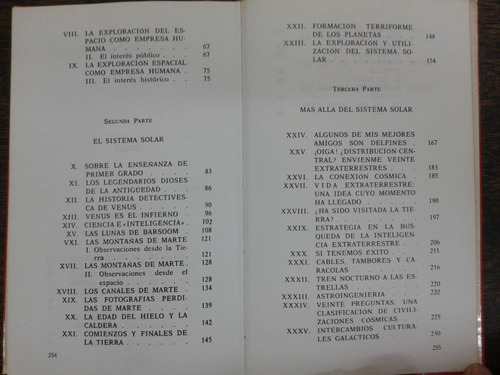 VIII. LA EXPLORACION DEL ES-
PACIO COMO EMPRESA HU-
MANA . . . . . . . . 67
II. El interés público . . 67
IX. LA EXPLORACION ESPACIAL
COMO EMPRESA HUMANA . 75
III. El interés histórico . . 75
SEGUNDA PARTE
EL SISTEMA SOLAR
X. SOBRE LA ENSEÑANZA DE
PRIMER GRADO . . . . 83
XI. LOS LEGENDARIOS DIOSES
DE LA ANTIGUEDAD . . . 86
XII. LA HISTORIA DETECTIVES-
CA DE VENUS . . . . . 90
XIII. VENUS ES EL INFIERNO . 96
XIV. CIENCIA E «INTELIGENCIA» . 102
XV. LAS LUNAS DE BARSOOM . 110
XVI. LAS MONTAÑAS DE MARTE . 121
I. Observaciones desde la Tie-
rra . . . . . . . . 121
XVII. LAS MONTAÑAS DE MARTE . 128
II. Observaciones desde el
espacio . . . . . . . 128
XVIII. LOS CANALES DE MARTE . 134
XIX. LAS FOTOGRAFIAS PERDI-
DAS DE MARTE . . . . 139
XX. LA EDAD DEL HIELO Y LA
CALDERA . . . . . . 142
XXI. COMIENZOS Y FINALES DE
LA TIERRA . . . . . . 145
254
XXII. FORMACION TERRIFORME
DE LOS PLANETAS . . . 148
XXIII. LA EXPLORACION Y UTILI-
ZACION DEL SISTEMA SO-
LAR . . . . . . . . 154
TERCERA PARTE
MAS ALLA DEL SISTEMA SOLAR
XXIV. ALGUNOS DE MIS MEJORES
AMIGOS SON DELFINES . 167
XXV. ¡OIGA! ¿DISTRIBUCION CEN-
TRAL? ENVIENME VEINTE
EXTRATERRESTRES . . . 183
XXVI. LA CONEXION COSMICA . 185
XXVII. VIDA EXTRATERRESTRE:
UNA IDEA CUYO MOMENTO
HA LLEGADO . . . . . 190
XXVIII. ¿HA SIDO VISITADA LA TIE-
RRA? . . . . . . . . 197
XXIX. ESTRATEGIA EN LA BUS-
QUEDA DE LA INTELIGEN-
CIA EXTRATERRESTRE . . 206
XXX. SI TENEMOS EXITO . . . 211
XXXI. CABLES, TAMBORES Y CA-
RACOLAS . . . . . . 216
XXXII. TREN NOCTURNO A LAS ES-
TRELLAS . . . . . . . 220
XXXIII. ASTROINGENIERIA . . . 222
XXXIV. VEINTE PREGUNTAS: UNA
CLASIFICACION DE CIVILI-
ZACIONES COSMICAS . . 225
XXXV. INTERCAMBIOS CULTURA-
LES GALACTICOS . . . . 230
255